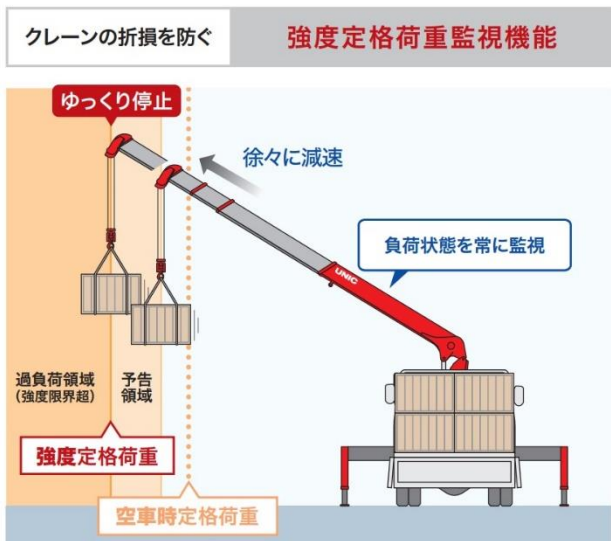 クレーンの折損を防ぐ
強度定格荷重監視機能
ゆっくり停止
徐々に減速
負荷状態を常に監視
UNIC
過負荷領域
(強度限界超)
予告
領域
強度定格荷重
空車時定格荷重